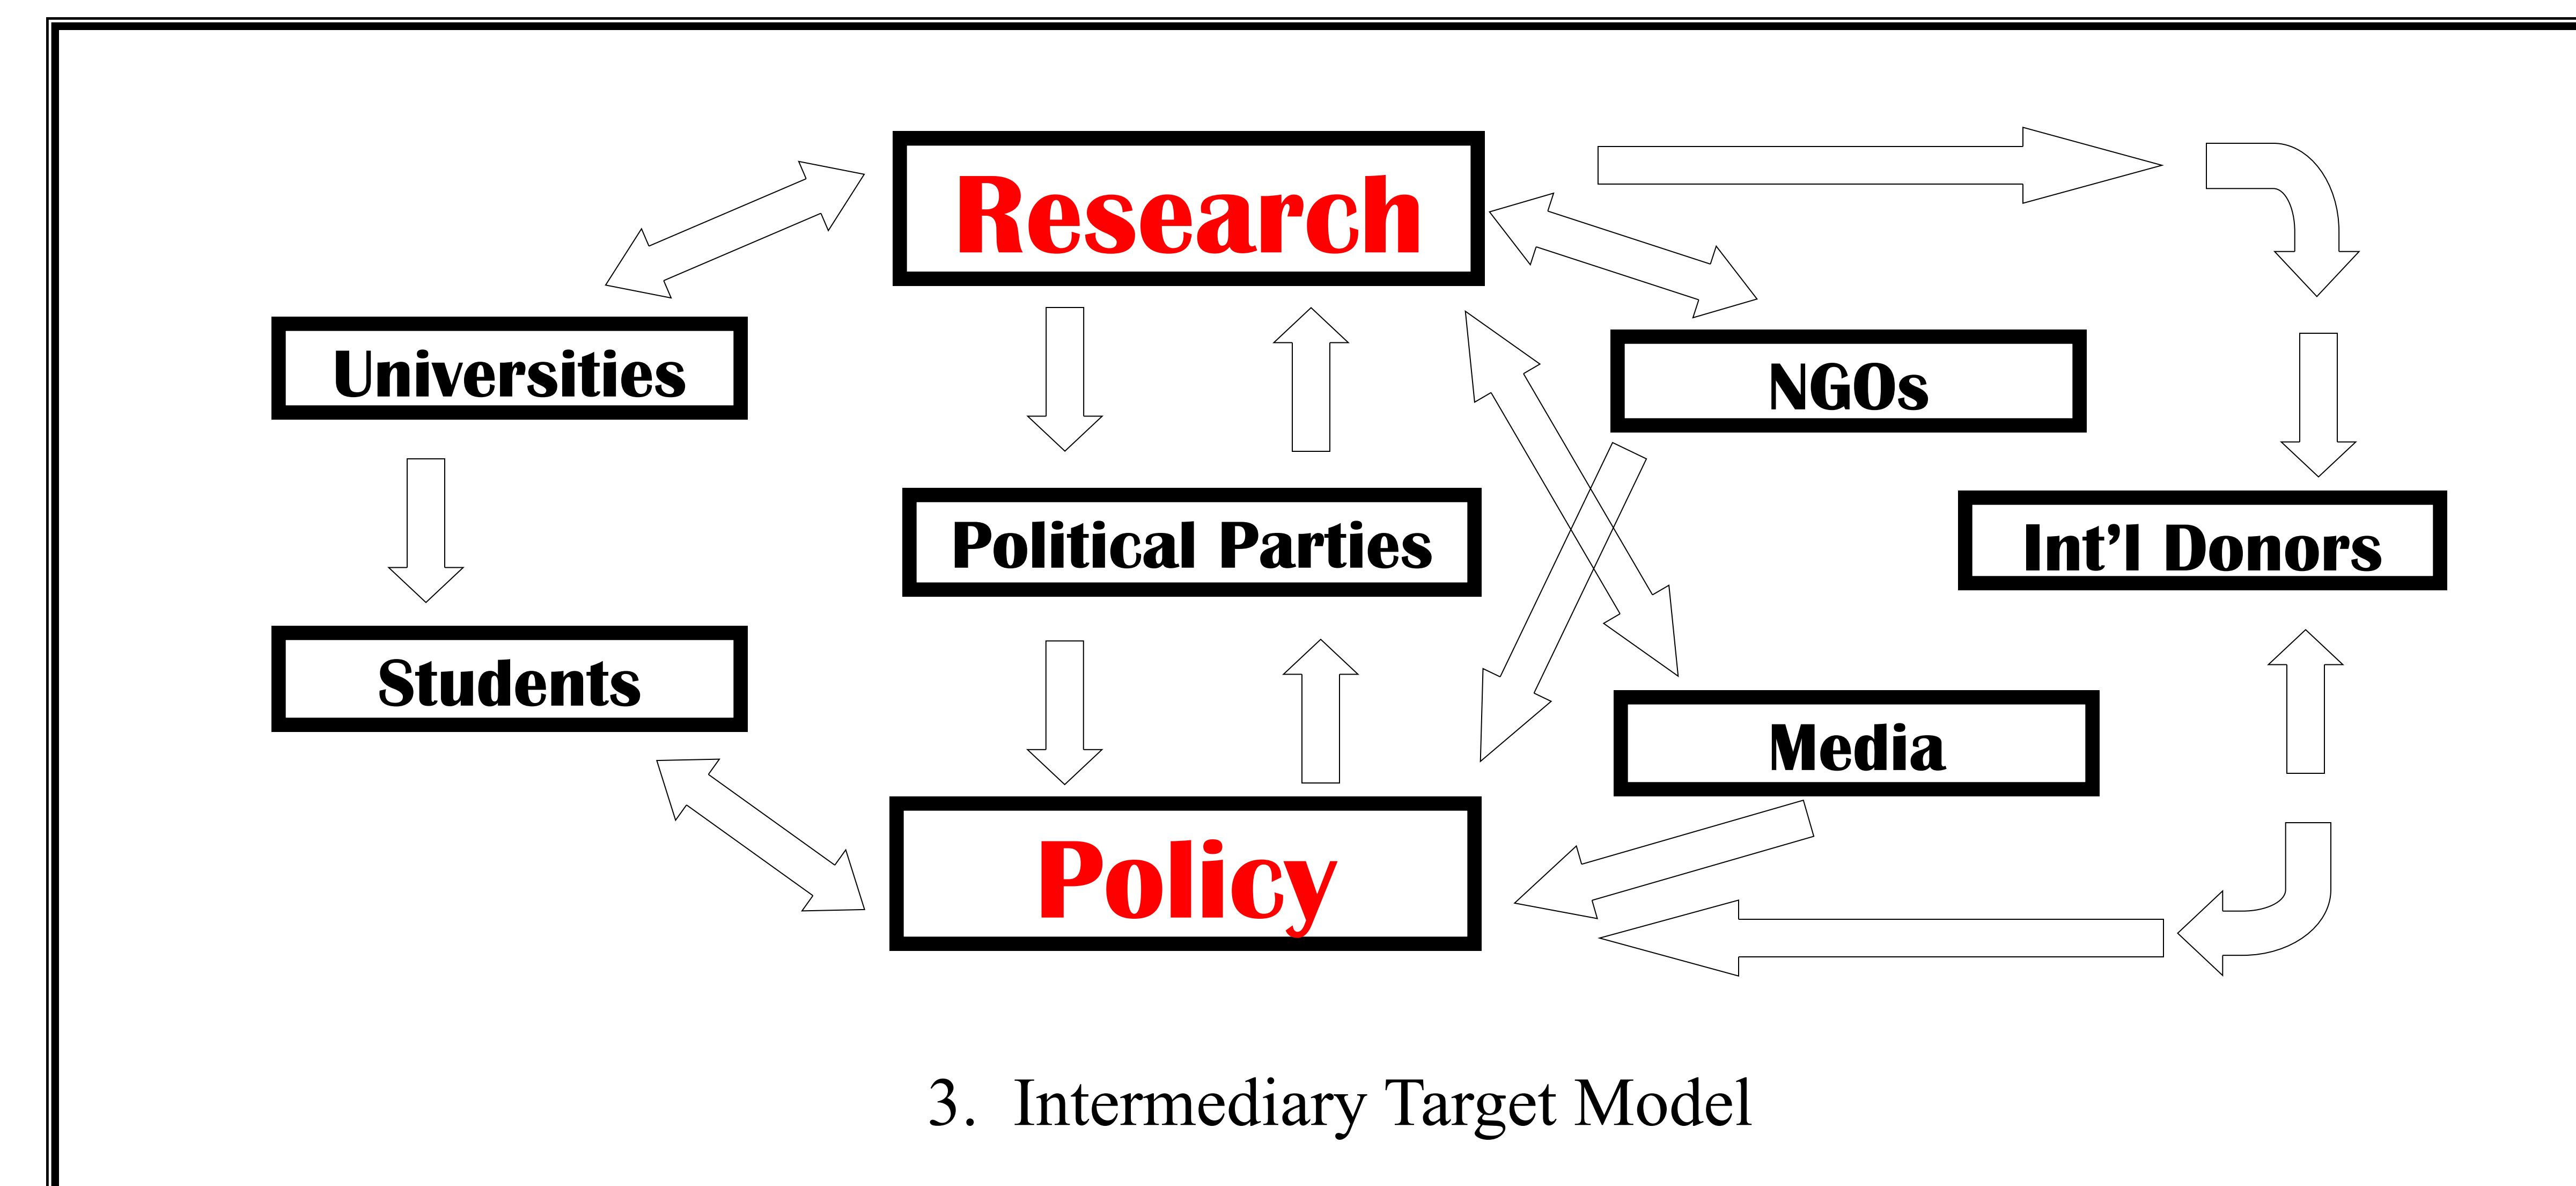 Research
Universities
NGOs
Political Parties
Int’l Donors
Students
Media
Policy
3. Intermediary Target Model